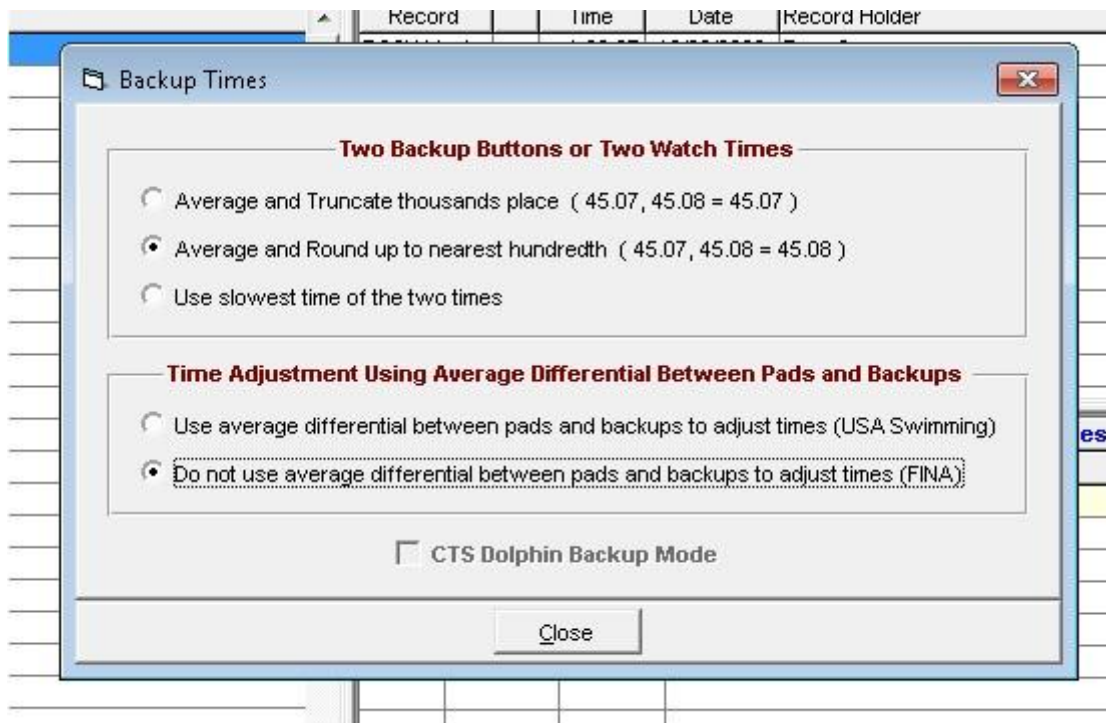 Record Time Date Record Holder
Backup Times
Two Backup Buttons or Two Watch Times
Average and Truncate thousands place ( 45.07, 45.08 = 45.07 )
Average and Round up to nearest hundredth ( 45.07, 45.08 = 45.08 )
Use slowest time of the two times
Time Adjustment Using Average Differential Between Pads and Backups
Use average differential between pads and backups to adjust times (USA Swimming)
es
Do not use average differential between pads and backups to adjust times (FINA)
CTS Dolphin Backup Mode
Close